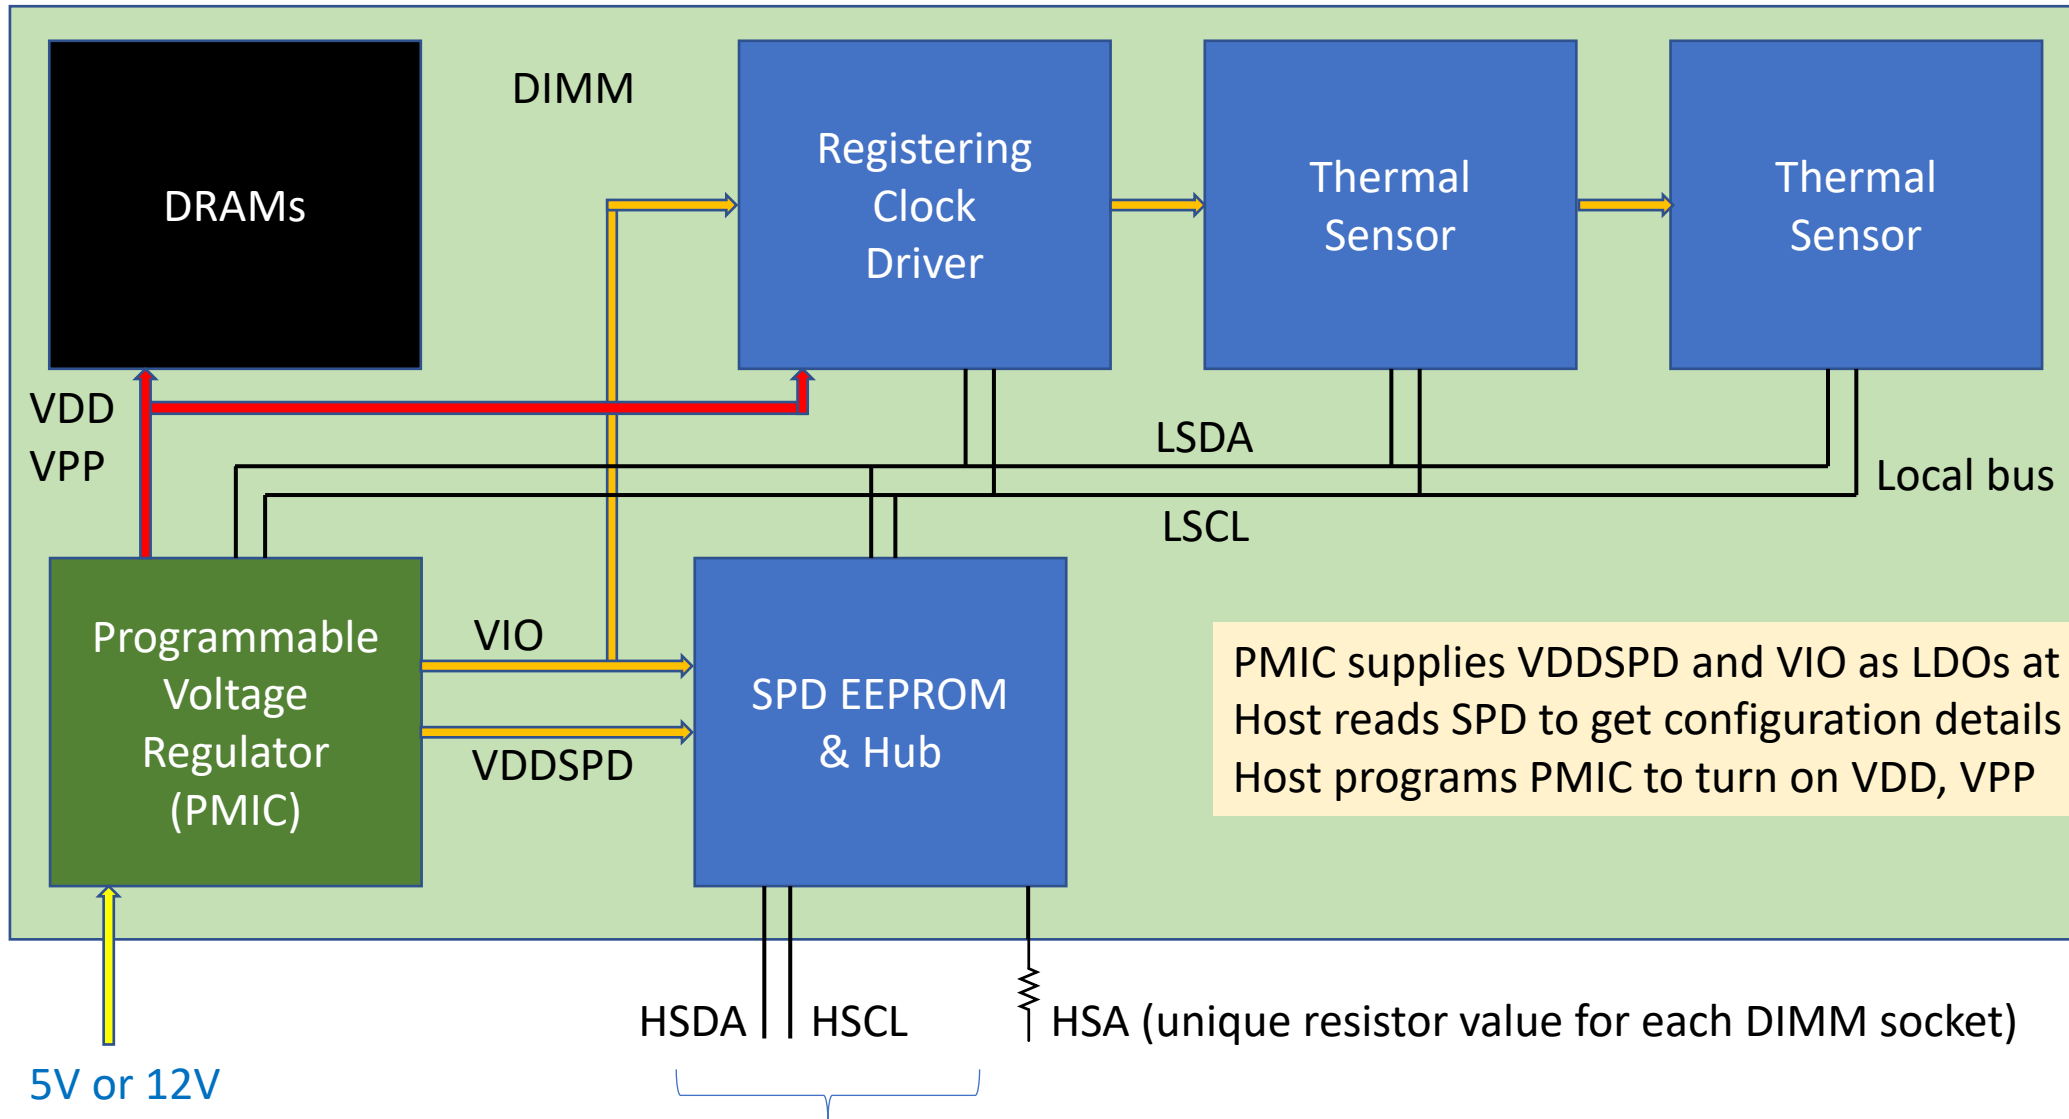 DIMM
DRAMs
Registering
Clock
Driver
Thermal
Sensor
Thermal
Sensor
VDD
VPP
LSDA
Local bus
LSCL
Programmable
Voltage
Regulator
(PMIC)
VIO
VDDSPD
SPD EEPROM
& Hub
PMIC supplies VDDSPD and VIO as LDOs at
Host reads SPD to get configuration details
Host programs PMIC to turn on VDD, VPP
HSDA
HSCL
HSA (unique resistor value for each DIMM socket)
5V or 12V